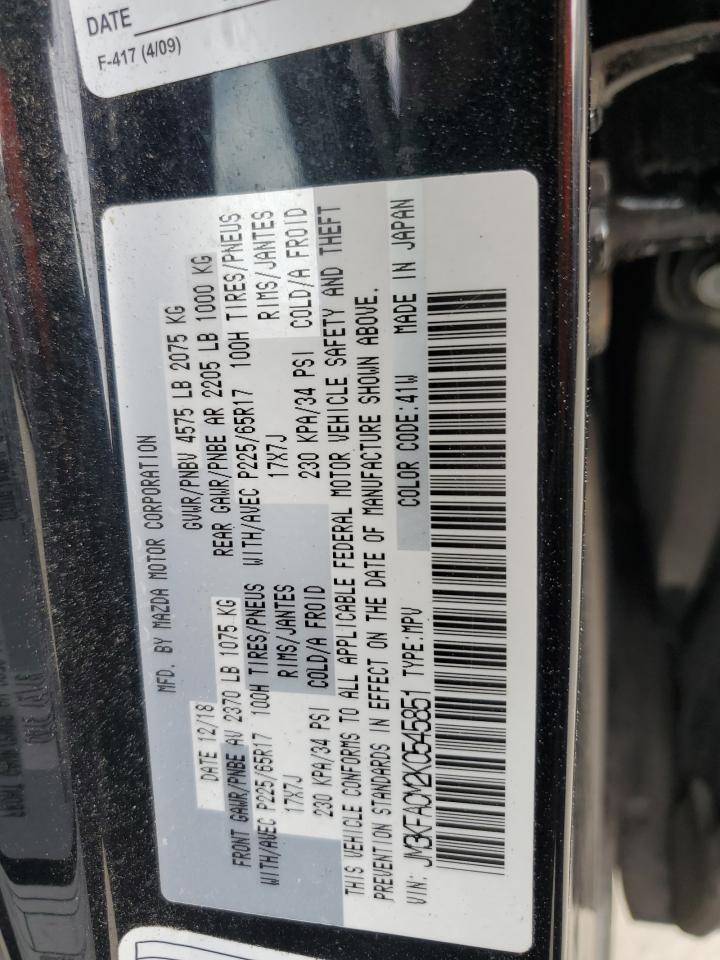 DATE
F-417 (4/09)
MFD. BY MAZDA MOTOR CORPORATION
DATE 12/18 GVWR/PNBV 4575 LB 2075 KG
FRONT GAWR/PNBE AV 2370 LB 1075 KG REAR GAWR/PNBE AR 2205 LB 1000 KG
WITH/AVEC P225/65R17 100H TIRES/PNEUS WITH/AVEC P225/65R17 100H TIRES/PNEUS
17X7J RIMS/JANTES 17X7J RIMS/JANTES
230 KPA/34 PSI COLD/A FROID 230 KPA/34 PSI COLD/A FROID
THIS VEHICLE CONFORMS TO ALL APPLICABLE FEDERAL MOTOR VEHICLE SAFETY AND THEFT
PREVENTION STANDARDS IN EFFECT ON THE DATE OF MANUFACTURE SHOWN ABOVE.
VIN: JM3KFACM2K0545851 TYPE:MPV COLOR CODE:41W MADE IN JAPAN